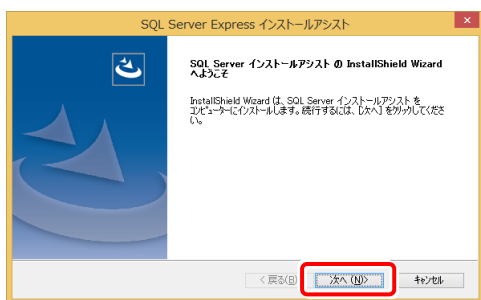 SQL Server Express インストールアシスト
SQL Server インストールアシスト の InstallShield Wizard
へようこそ
InstallShield Wizard は、SQL Server インストールアシスト を
コンピューターにインストールします。続行するには、[次へ] をクリックしてくださ
い。
< 戻る(B)
次へ (N)>
キャンセル